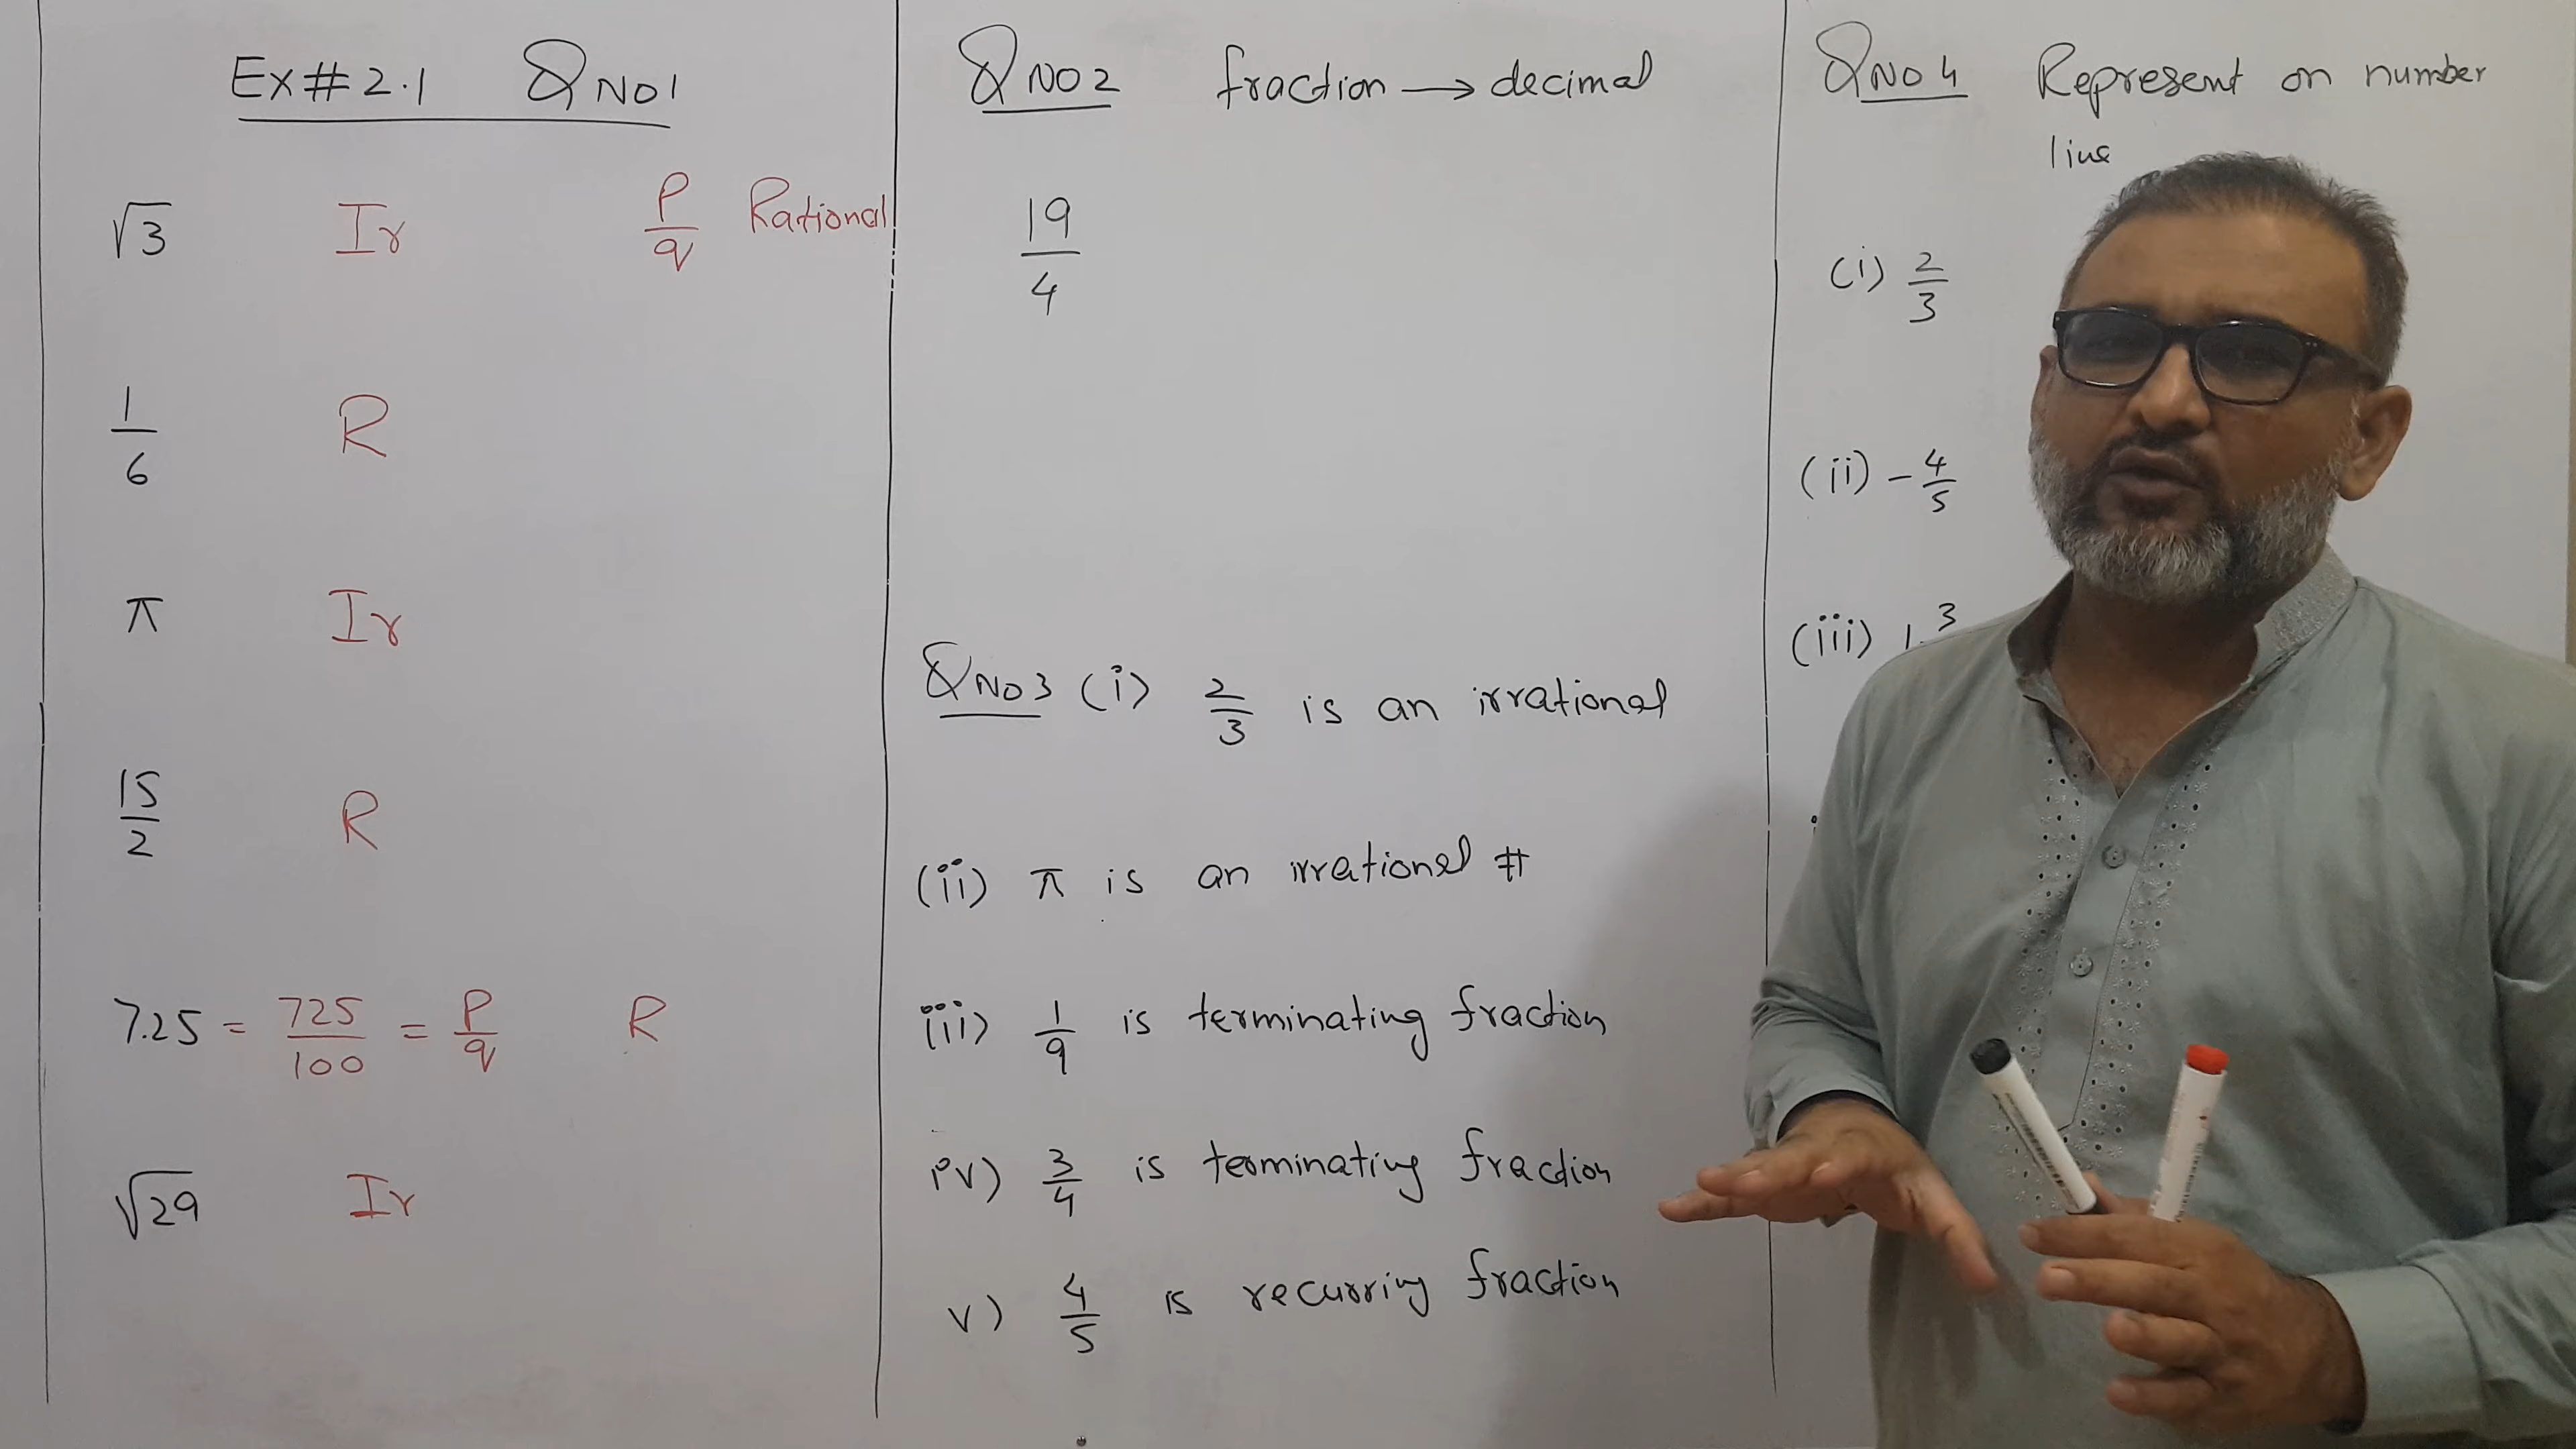 Ex# 2.1 Q NO1
√3 Ir p/q Rational
1/6 R
π Ir
15/2 R
7.25 = 725/100 = p/q R
√29 Ir
Q NO2 fraction → decimal
19/4
Q NO3 (i) 2/3 is an irrational
(ii) π is an irrational #
(iii) 1/9 is terminating fraction
iv) 3/4 is terminating fraction
v) 4/5 is recurring fraction
Q NO4 Represent on number
line
(i) 2/3
(ii) -4/5
(iii) 1 3